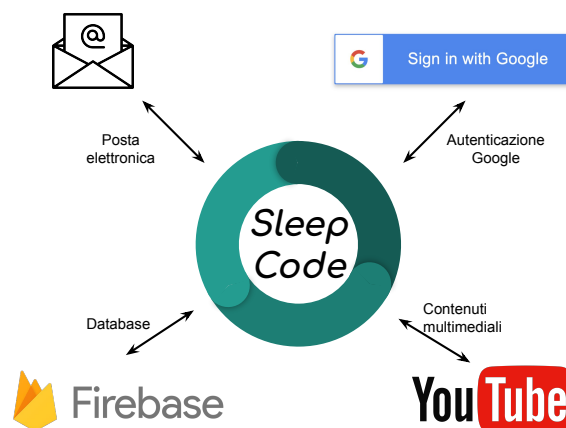 @
G Sign in with Google
Posta
elettronica
Autenticazione
Google
Sleep
Code
Database
Contenuti
multimediali
Firebase
YouTube